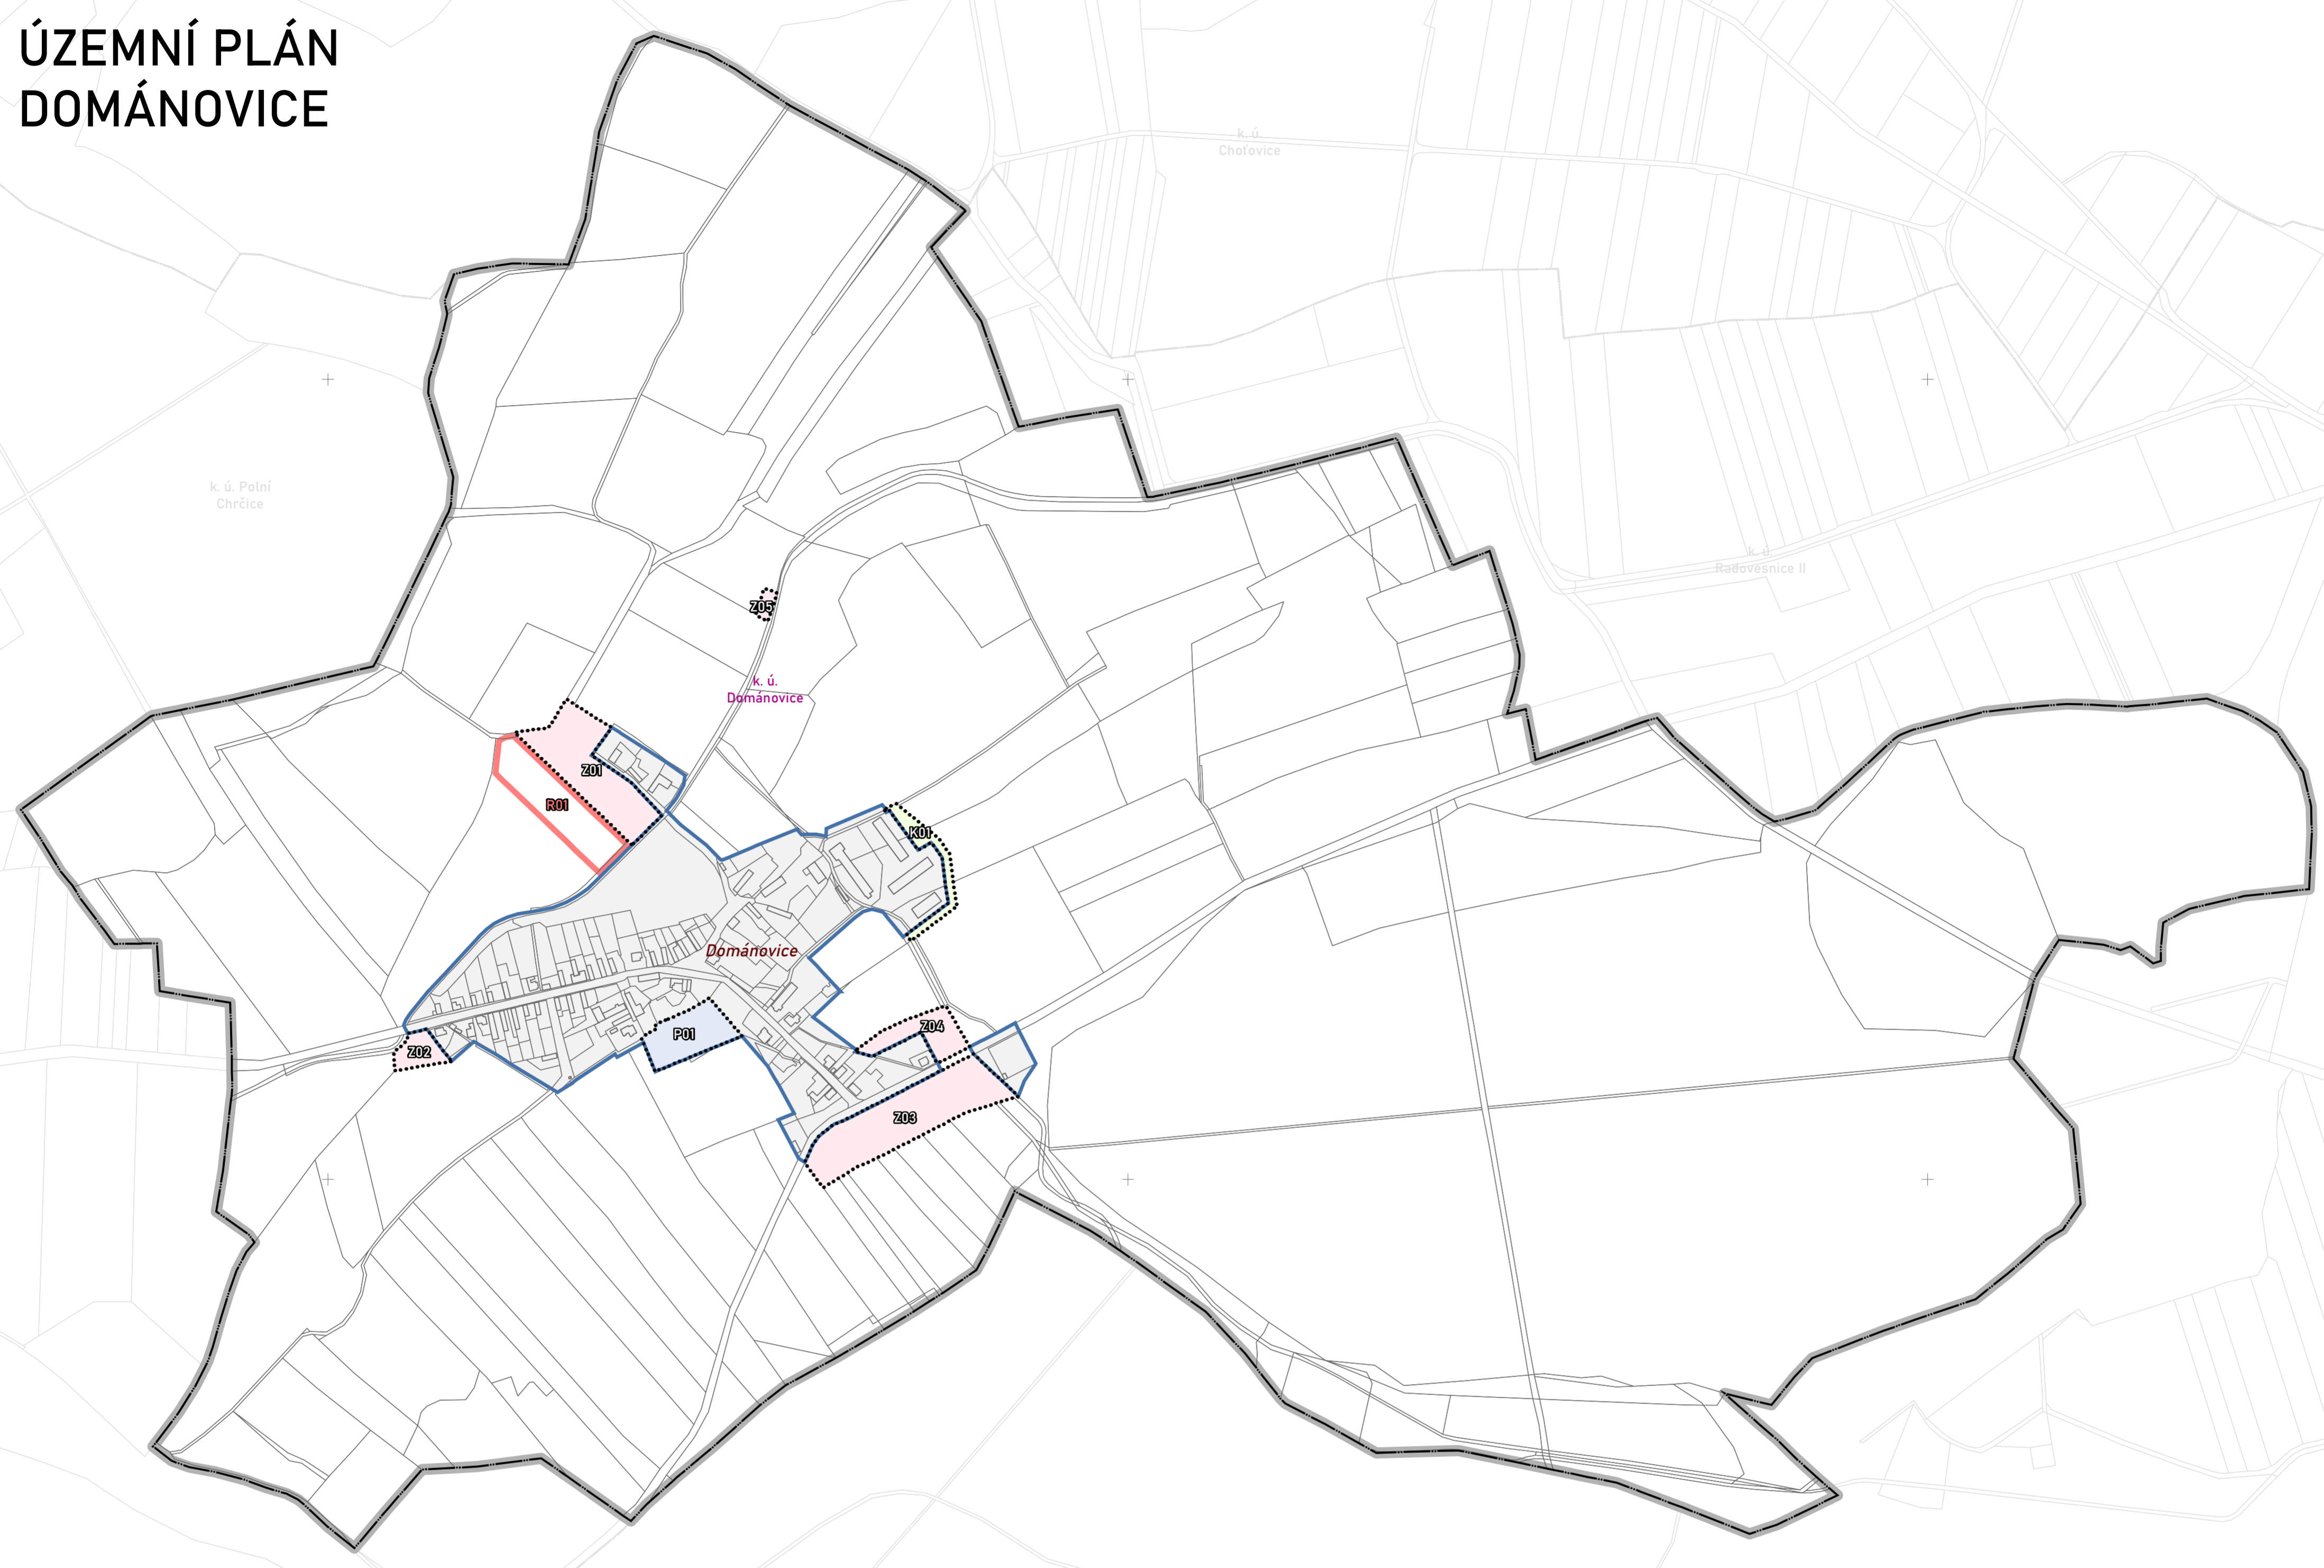 ÚZEMNÍ PLÁN
DOMÁNOVICE
k. ú.
Choťovice
k. ú. Polní
Chrčice
k. ú.
Radovesnice II
Z05
k. ú.
Dománovice
Z01
R01
K01
Dománovice
Z04
P01
Z02
Z03